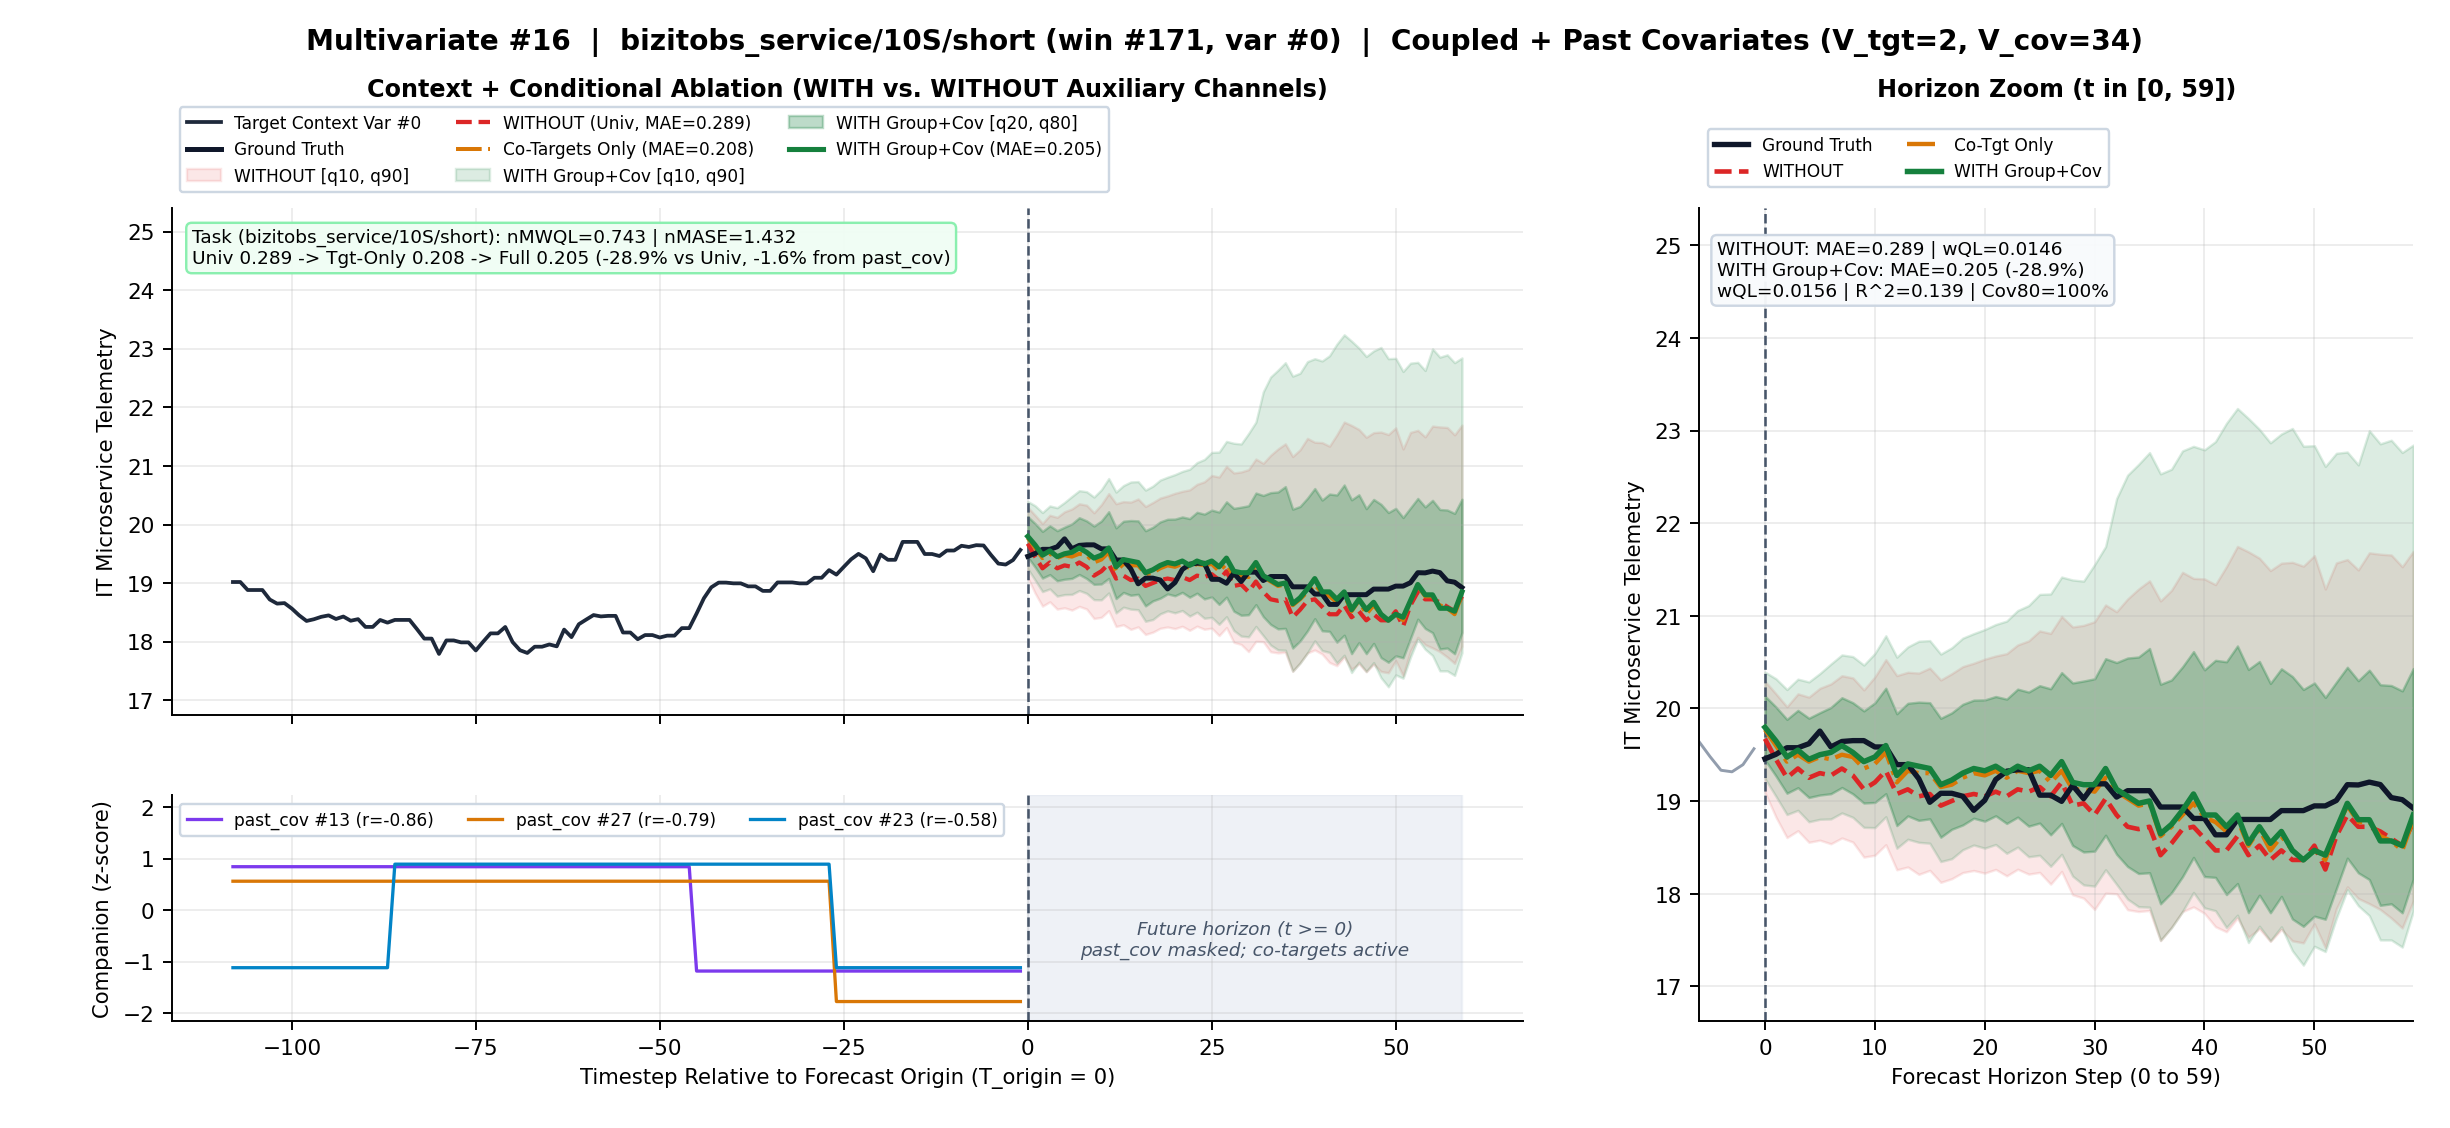 Multivariate #16 | bizitobs_service/10S/short (win #171, var #0) | Coupled + Past Covariates (V_tgt=2, V_cov=34)
Context + Conditional Ablation (WITH vs. WITHOUT Auxiliary Channels)
Target Context Var #0
Ground Truth
WITHOUT [q10, q90]
WITHOUT (Univ, MAE=0.289)
Co-Targets Only (MAE=0.208)
WITH Group+Cov [q10, q90]
WITH Group+Cov [q20, q80]
WITH Group+Cov (MAE=0.205)
Task (bizitobs_service/10S/short): nMWQL=0.743 | nMASE=1.432
Univ 0.289 -> Tgt-Only 0.208 -> Full 0.205 (-28.9% vs Univ, -1.6% from past_cov)
IT Microservice Telemetry
25
24
23
22
21
20
19
18
17
past_cov #13 (r=-0.86)
past_cov #27 (r=-0.79)
past_cov #23 (r=-0.58)
Future horizon (t >= 0)
past_cov masked; co-targets active
Companion (z-score)
2
1
0
−1
−2
−100
−75
−50
−25
0
25
50
Timestep Relative to Forecast Origin (T_origin = 0)
Horizon Zoom (t in [0, 59])
Ground Truth
WITHOUT
Co-Tgt Only
WITH Group+Cov
WITHOUT: MAE=0.289 | wQL=0.0146
WITH Group+Cov: MAE=0.205 (-28.9%)
wQL=0.0156 | R^2=0.139 | Cov80=100%
IT Microservice Telemetry
25
24
23
22
21
20
19
18
17
0
10
20
30
40
50
Forecast Horizon Step (0 to 59)